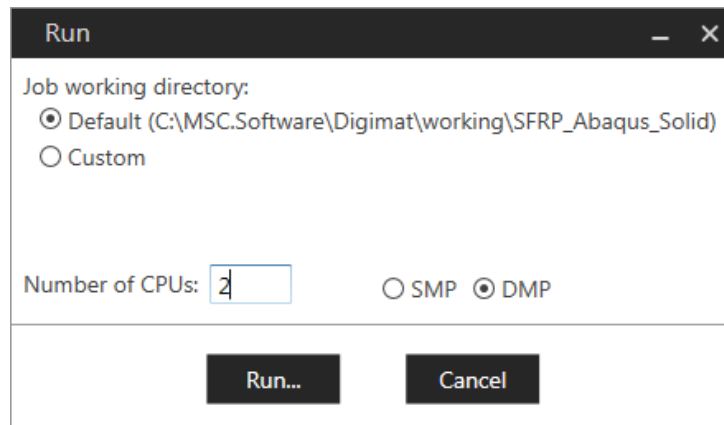 Run
Job working directory:
Default (C:\MSC.Software\Digimat\working\SFRP_Abaqus_Solid)
Custom
Number of CPUs: 2 SMP DMP
Run... Cancel